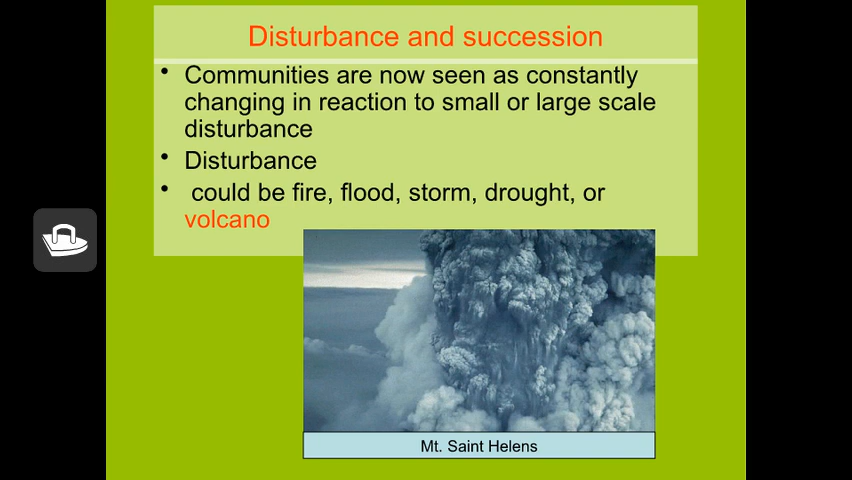 Disturbance and succession
• Communities are now seen as constantly
changing in reaction to small or large scale
disturbance
• Disturbance
• could be fire, flood, storm, drought, or
volcano
Mt. Saint Helens